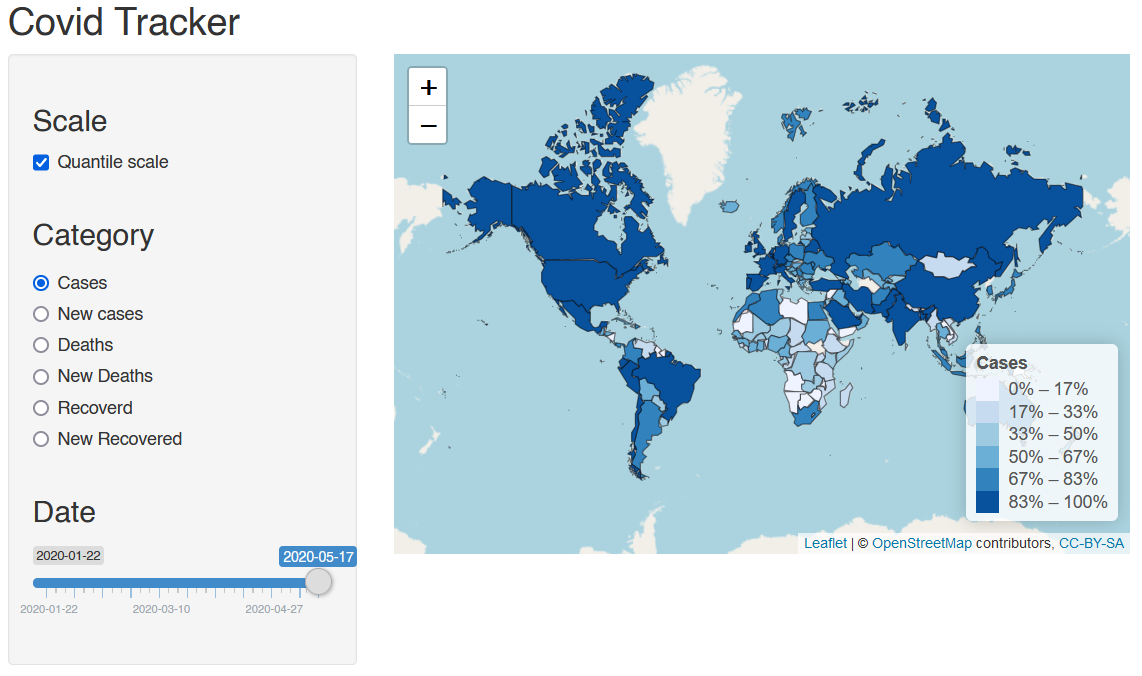 Covid Tracker
Scale
Quantile scale
Category
Cases
New cases
Deaths
New Deaths
Recoverd
New Recovered
Date
2020-01-22
2020-05-17
2020-01-22
2020-03-10
2020-04-27
+
−
Cases
0% – 17%
17% – 33%
33% – 50%
50% – 67%
67% – 83%
83% – 100%
Leaflet | © OpenStreetMap contributors, CC-BY-SA